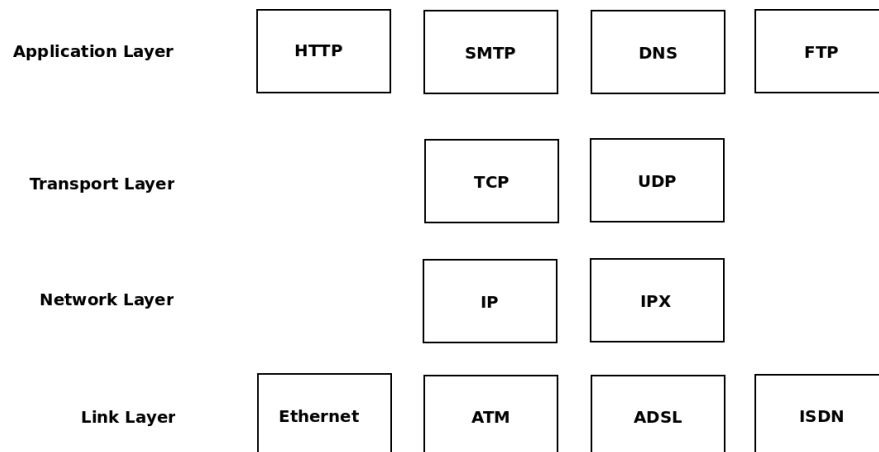 Application Layer HTTP SMTP DNS FTP
Transport Layer TCP UDP
Network Layer IP IPX
Link Layer Ethernet ATM ADSL ISDN